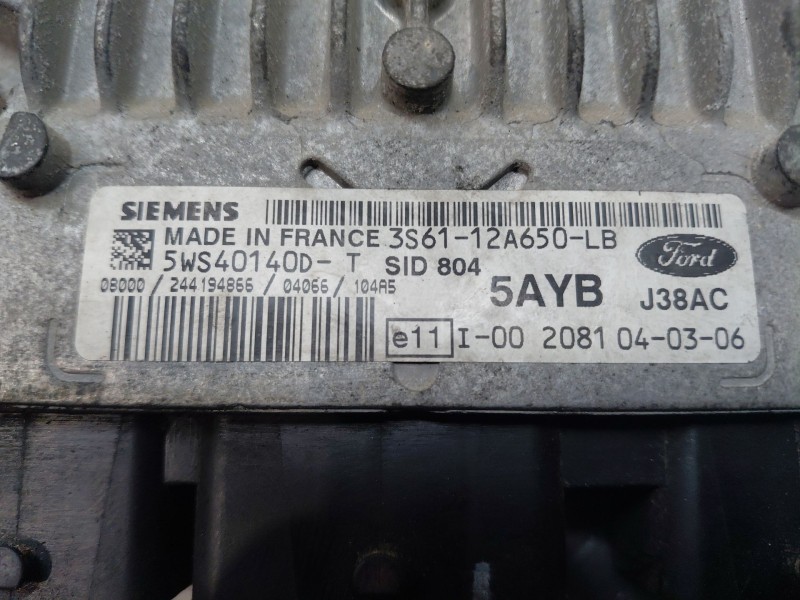 SIEMENS
MADE IN FRANCE 3S61-12A650-LB
5WS40140D- T SID 804
0B000 / 244194866 / 04066 / 104A5
5AYB J38AC
Ford
e11 I-00 2081 04-03-06